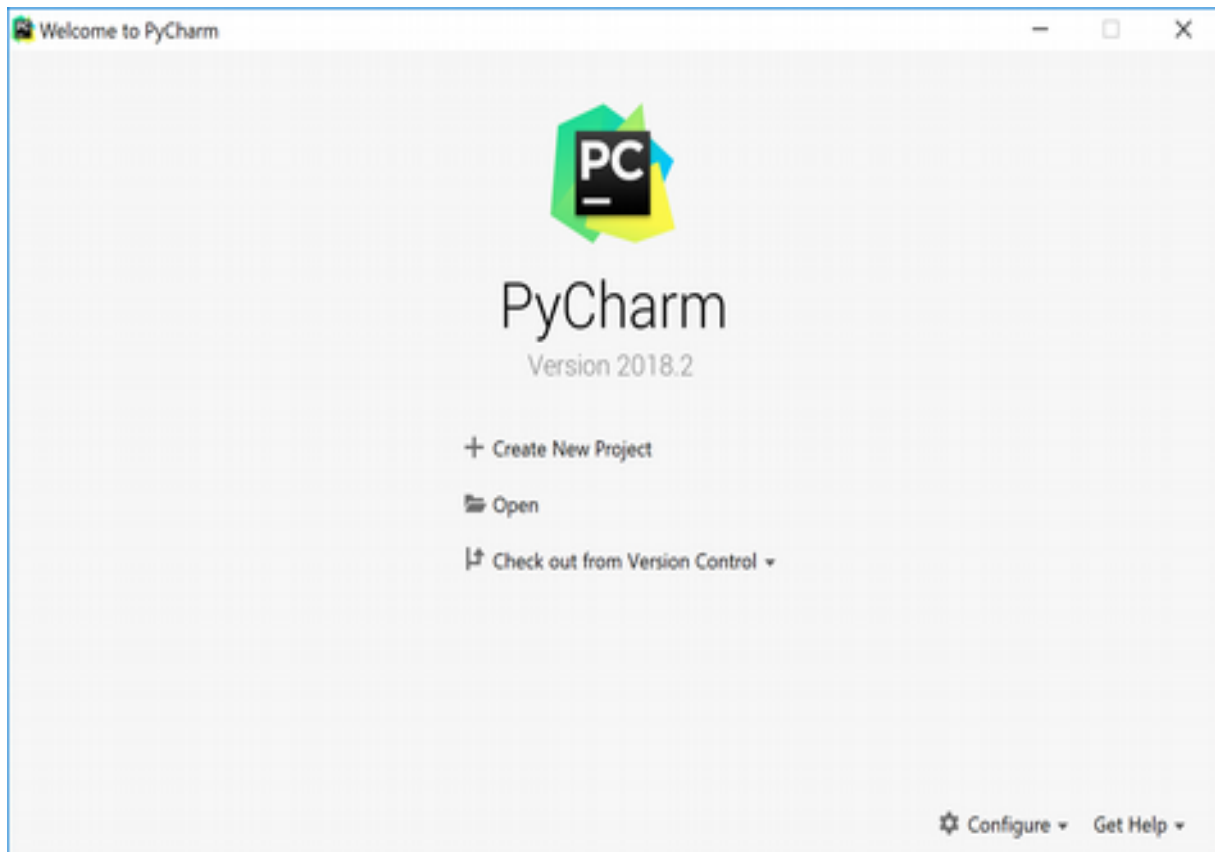 Welcome to PyCharm
PC
PyCharm
Version 2018.2
Create New Project
Open
Check out from Version Control
Configure
Get Help